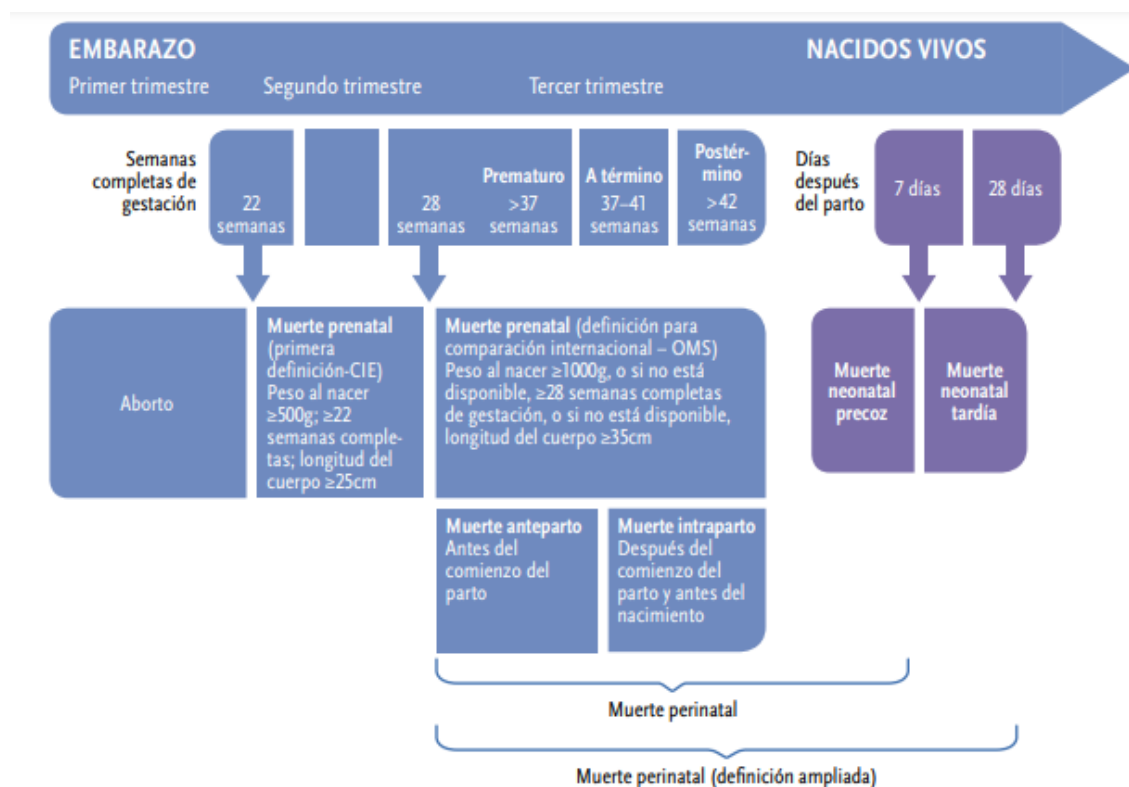 EMBARAZO
NACIDOS VIVOS
Primer trimestre
Segundo trimestre
Tercer trimestre
Semanas
completas de
gestación
22
semanas
28
semanas
Prematuro
>37
semanas
A término
37–41
semanas
Postér-
mino
>42
semanas
Días
después
del parto
7 días
28 días
Aborto
Muerte prenatal
(primera
definición-CIE)
Peso al nacer
≥500g; ≥22
semanas comple-
tas; longitud del
cuerpo ≥25cm
Muerte prenatal (definición para
comparación internacional – OMS)
Peso al nacer ≥1000g, o si no está
disponible, ≥28 semanas completas
de gestación, o si no está disponible,
longitud del cuerpo ≥35cm
Muerte
neonatal
precoz
Muerte
neonatal
tardía
Muerte anteparto
Antes del
comienzo del
parto
Muerte intraparto
Después del
comienzo del
parto y antes del
nacimiento
Muerte perinatal
Muerte perinatal (definición ampliada)